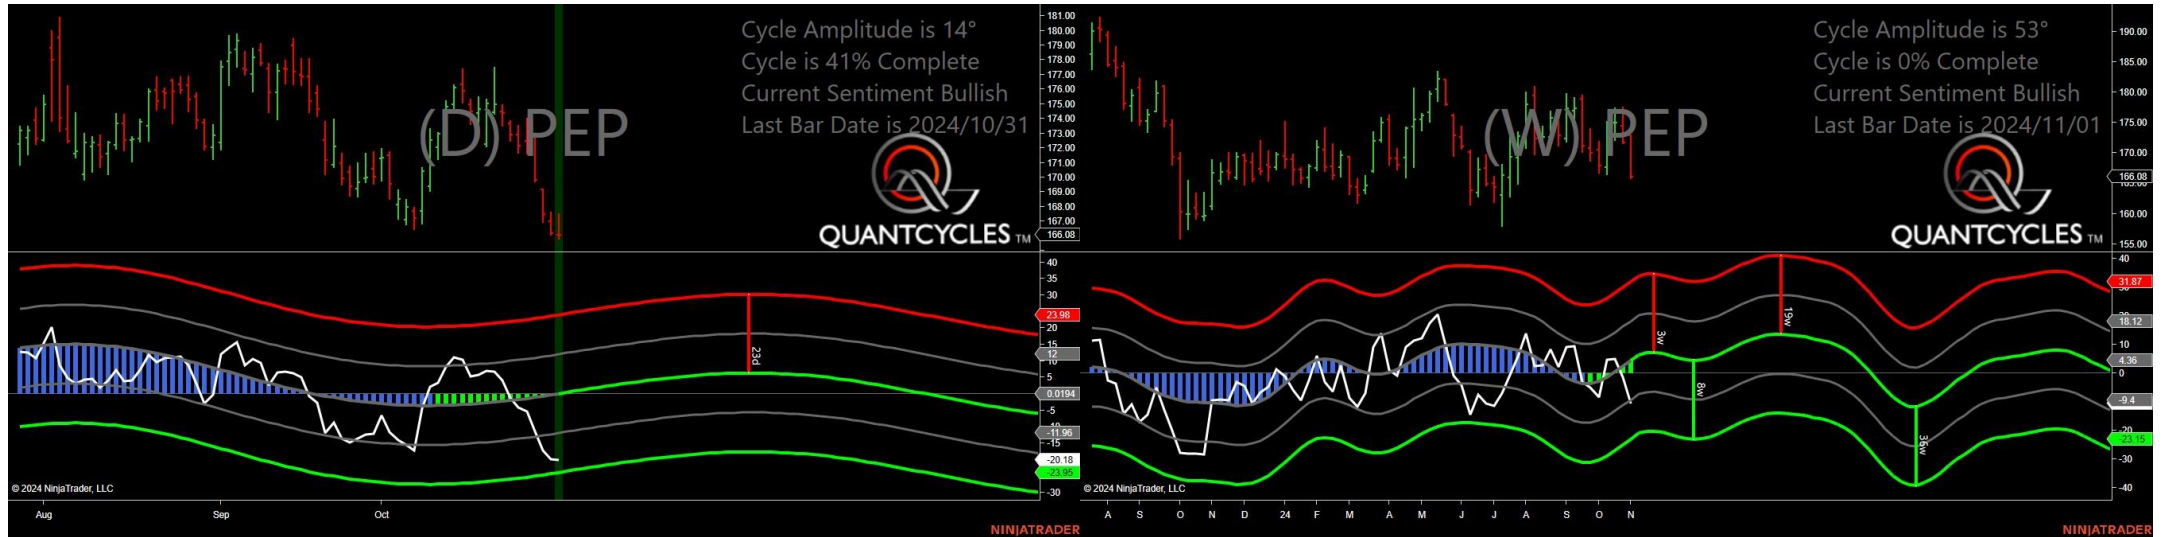 Cycle Amplitude is 14°
Cycle is 41% Complete
Current Sentiment Bullish
Last Bar Date is 2024/10/31
(D) PEP
QUANTCYCLES TM
181.00
180.00
179.00
178.00
177.00
176.00
175.00
174.00
173.00
172.00
171.00
170.00
169.00
168.00
167.00
166.08
40
35
30
23.98
20
15
12
5
0.0194
-5
-11.96
-15
-20.18
-23.95
-30
23d
© 2024 NinjaTrader, LLC
Aug
Sep
Oct
NINJATRADER
Cycle Amplitude is 53°
Cycle is 0% Complete
Current Sentiment Bullish
Last Bar Date is 2024/11/01
(W) PEP
QUANTCYCLES TM
190.00
185.00
180.00
175.00
170.00
166.08
160.00
155.00
40
31.87
18.12
10
4.36
0
-9.4
-23.15
-30
-40
3w
19w
8w
© 2024 NinjaTrader, LLC
A S O N D 24 F M A M J J A S O N
NINJATRADER